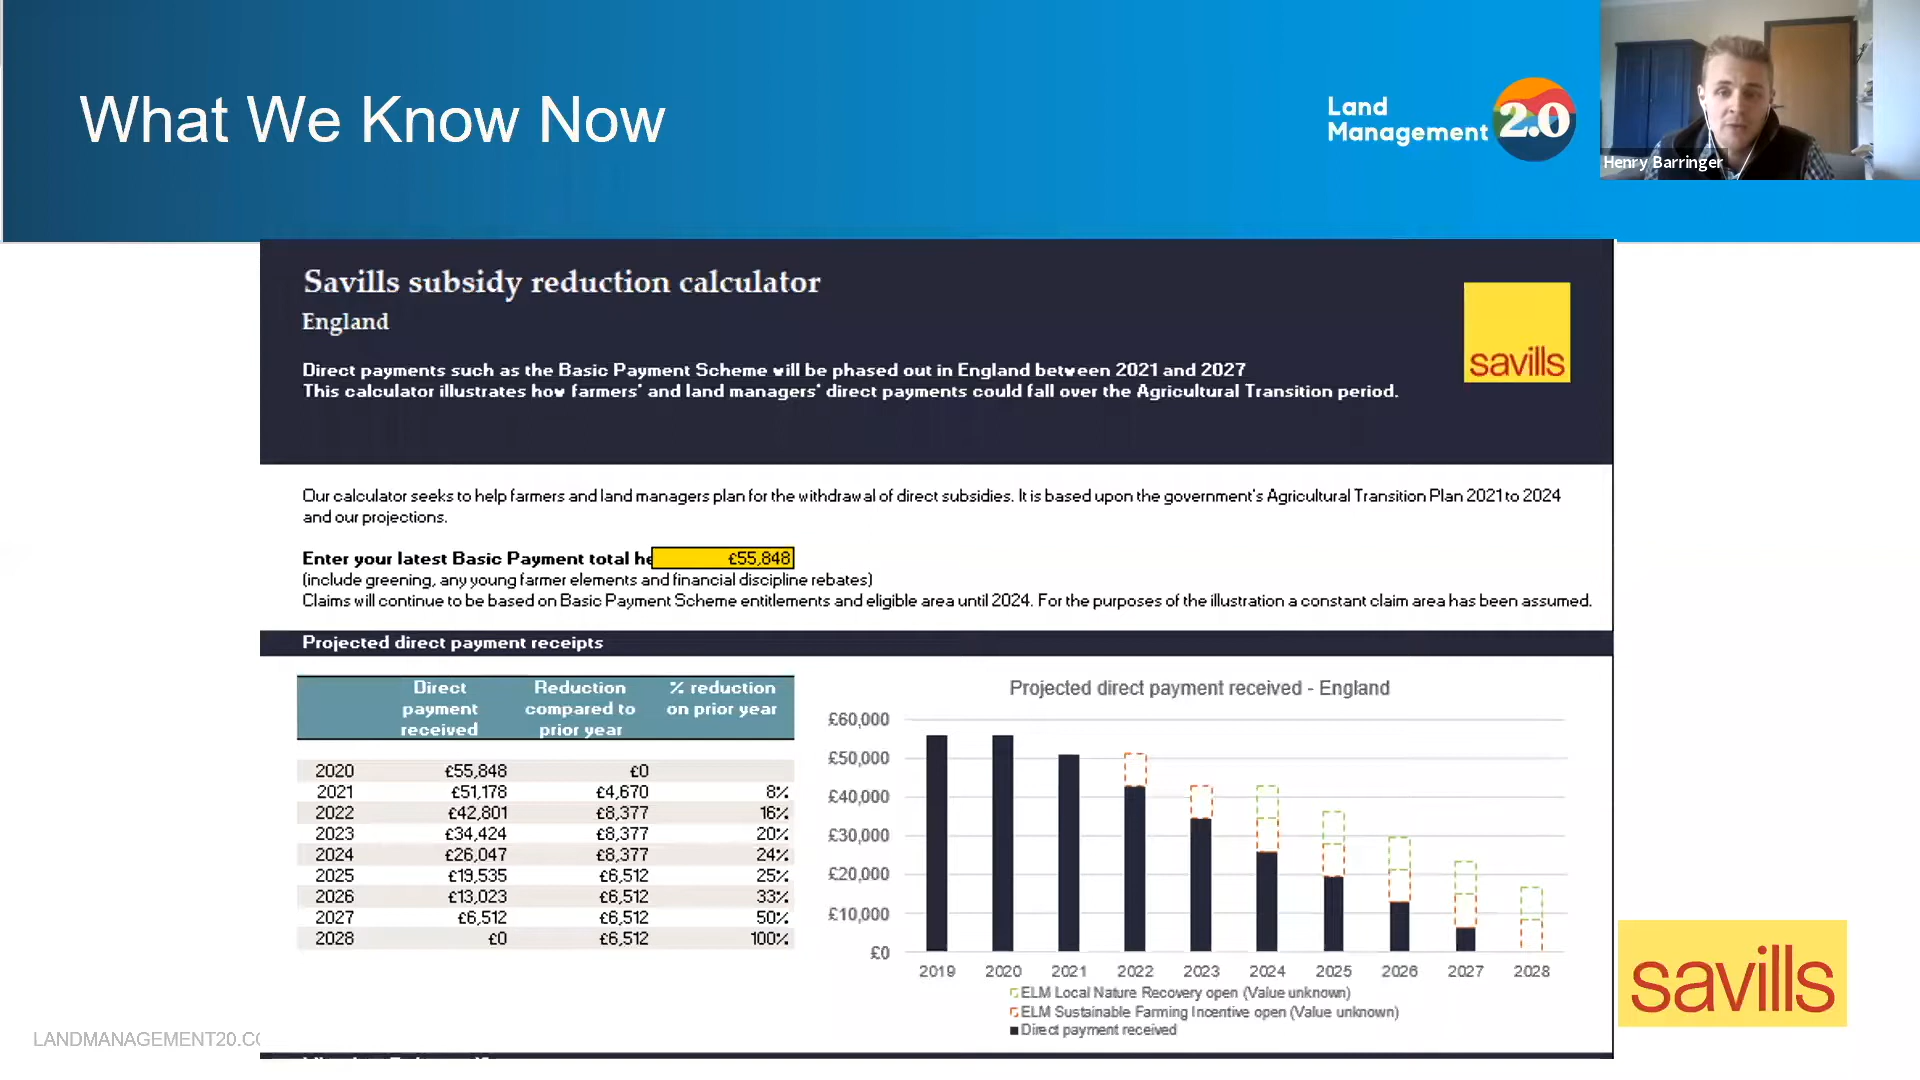 What We Know Now
Land
Management
2.0
Henry Barringer
Savills subsidy reduction calculator
England
savills
Direct payments such as the Basic Payment Scheme will be phased out in England between 2021 and 2027
This calculator illustrates how farmers' and land managers' direct payments could fall over the Agricultural Transition period.
Our calculator seeks to help farmers and land managers plan for the withdrawal of direct subsidies. It is based upon the government's Agricultural Transition Plan 2021 to 2024
and our projections.
Enter your latest Basic Payment total he £55,848
(include greening, any young farmer elements and financial discipline rebates)
Claims will continue to be based on Basic Payment Scheme entitlements and eligible area until 2024. For the purposes of the illustration a constant claim area has been assumed.
Projected direct payment receipts
Direct Reduction % reduction
payment compared to on prior year
received prior year
2020 £55,848 £0
2021 £51,178 £4,670 8%
2022 £42,801 £8,377 16%
2023 £34,424 £8,377 20%
2024 £26,047 £8,377 24%
2025 £19,535 £6,512 25%
2026 £13,023 £6,512 33%
2027 £6,512 £6,512 50%
2028 £0 £6,512 100%
Projected direct payment received - England
£60,000
£50,000
£40,000
£30,000
£20,000
£10,000
£0
2019 2020 2021 2022 2023 2024 2025 2026 2027 2028
ELM Local Nature Recovery open (Value unknown)
ELM Sustainable Farming Incentive open (Value unknown)
Direct payment received
savills
LANDMANAGEMENT20.CO